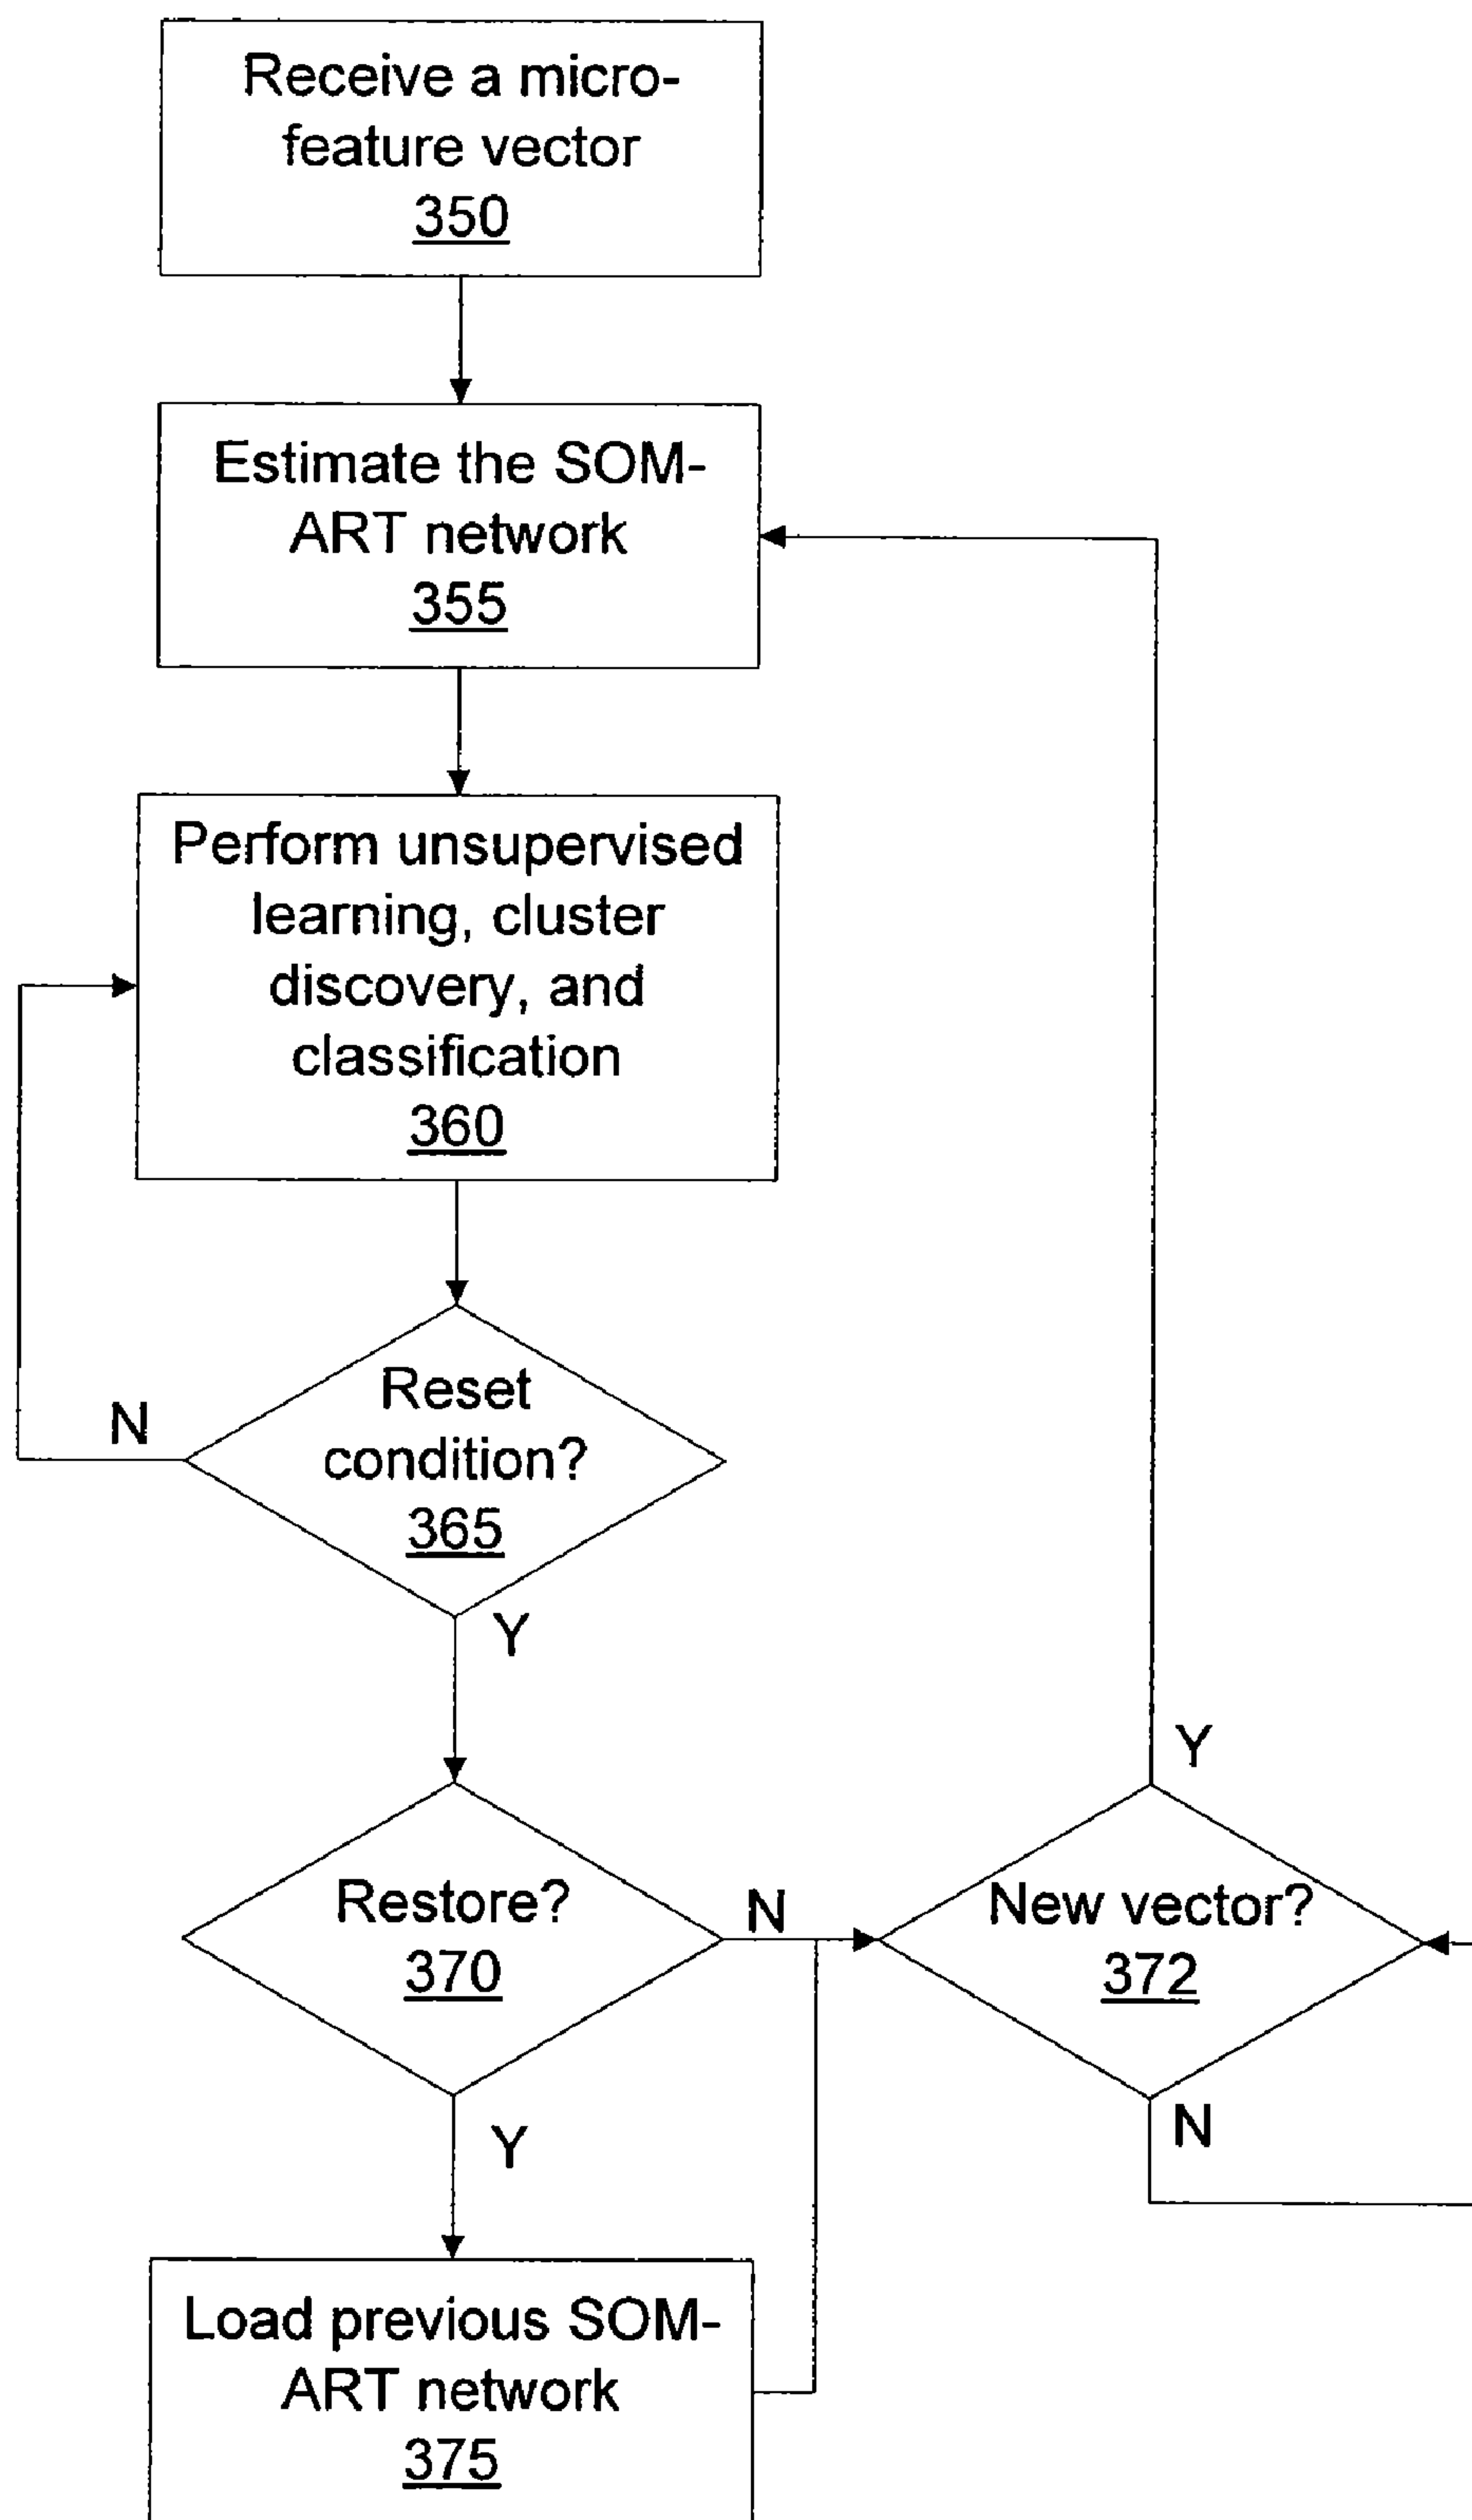 Receive a micro-
feature vector
350
Estimate the SOM-
ART network
355
Perform unsupervised
learning, cluster
discovery, and
classification
360
Reset
condition?
365
N
Y
Y
Restore?
370
N
New vector?
372
Y
N
Load previous SOM-
ART network
375